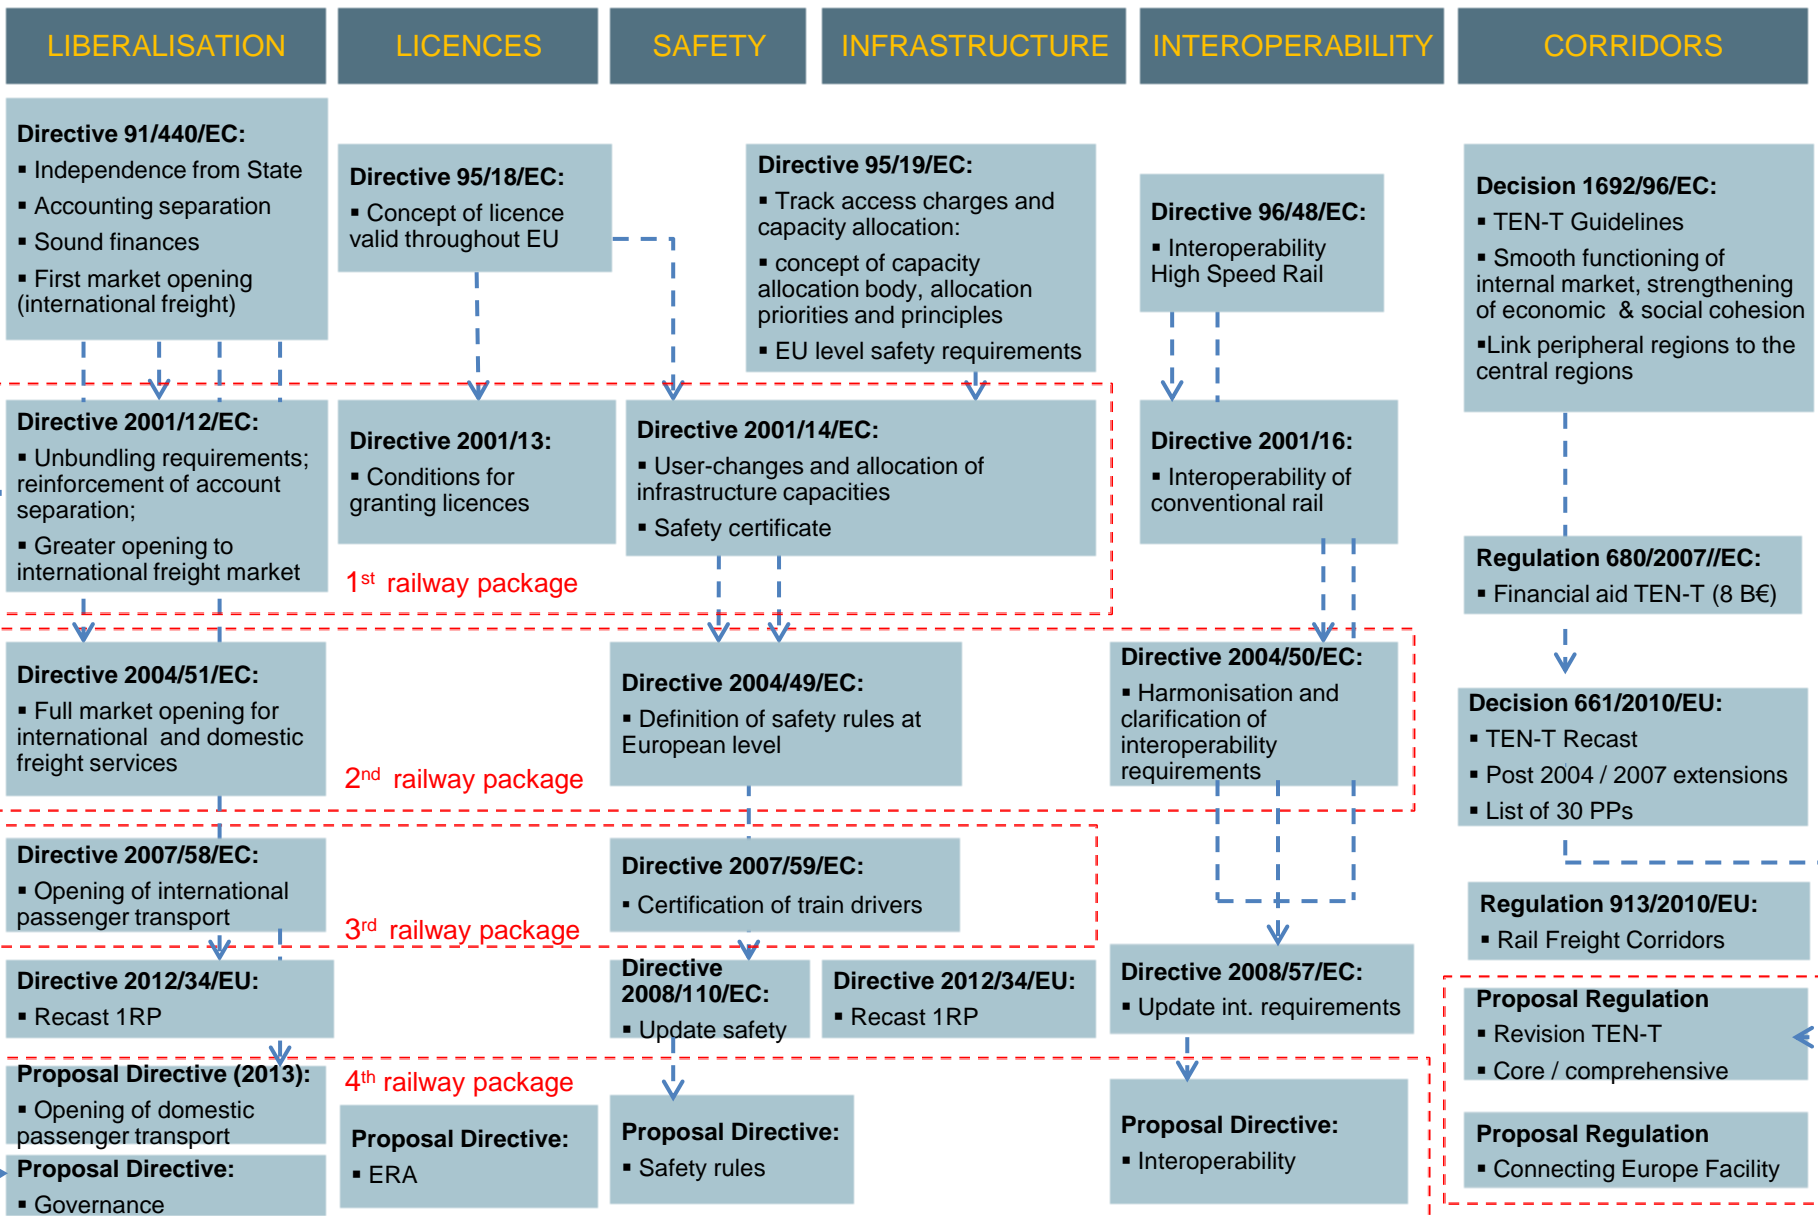 LIBERALISATION
LICENCES
SAFETY
INFRASTRUCTURE
INTEROPERABILITY
CORRIDORS
Directive 91/440/EC:
▪ Independence from State
▪ Accounting separation
▪ Sound finances
▪ First market opening
(international freight)
Directive 95/18/EC:
▪ Concept of licence
valid throughout EU
Directive 95/19/EC:
▪ Track access charges and
capacity allocation:
▪ concept of capacity
allocation body, allocation
priorities and principles
▪ EU level safety requirements
Directive 96/48/EC:
▪ Interoperability
High Speed Rail
Decision 1692/96/EC:
▪ TEN-T Guidelines
▪ Smooth functioning of
internal market, strengthening
of economic & social cohesion
▪Link peripheral regions to the
central regions
Directive 2001/12/EC:
▪ Unbundling requirements;
reinforcement of account
separation;
▪ Greater opening to
international freight market
Directive 2001/13:
▪ Conditions for
granting licences
Directive 2001/14/EC:
▪ User-changes and allocation of
infrastructure capacities
▪ Safety certificate
Directive 2001/16:
▪ Interoperability of
conventional rail
1st railway package
Regulation 680/2007//EC:
▪ Financial aid TEN-T (8 B€)
Directive 2004/51/EC:
▪ Full market opening for
international and domestic
freight services
2nd railway package
Directive 2004/49/EC:
▪ Definition of safety rules at
European level
Directive 2004/50/EC:
▪ Harmonisation and
clarification of
interoperability
requirements
Decision 661/2010/EU:
▪ TEN-T Recast
▪ Post 2004 / 2007 extensions
▪ List of 30 PPs
Directive 2007/58/EC:
▪ Opening of international
passenger transport
3rd railway package
Directive 2007/59/EC:
▪ Certification of train drivers
Regulation 913/2010/EU:
▪ Rail Freight Corridors
Directive 2012/34/EU:
▪ Recast 1RP
Directive
2008/110/EC:
▪ Update safety
Directive 2012/34/EU:
▪ Recast 1RP
Directive 2008/57/EC:
▪ Update int. requirements
Proposal Regulation
▪ Revision TEN-T
▪ Core / comprehensive
4th railway package
Proposal Directive (2013):
▪ Opening of domestic
passenger transport
Proposal Directive:
▪ Governance
Proposal Directive:
▪ ERA
Proposal Directive:
▪ Safety rules
Proposal Directive:
▪ Interoperability
Proposal Regulation
▪ Connecting Europe Facility